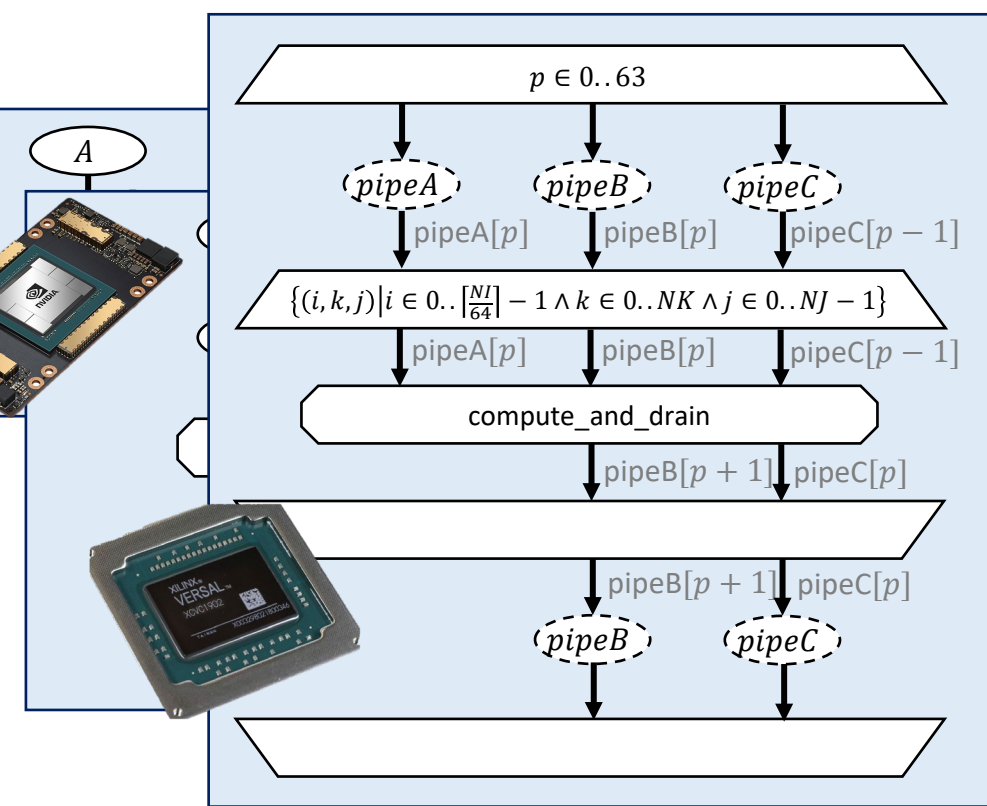 p ∈ 0..63
A
pipeA pipeB pipeC
pipeA[p] pipeB[p] pipeC[p − 1]
{(i, k, j)|i ∈ 0..⌈NI/64⌉ − 1 ∧ k ∈ 0..NK ∧ j ∈ 0..NJ − 1}
pipeA[p] pipeB[p] pipeC[p − 1]
compute_and_drain
pipeB[p + 1] pipeC[p]
pipeB[p + 1] pipeC[p]
pipeB pipeC
NVIDIA
XILINX
VERSAL™
XCVC1902